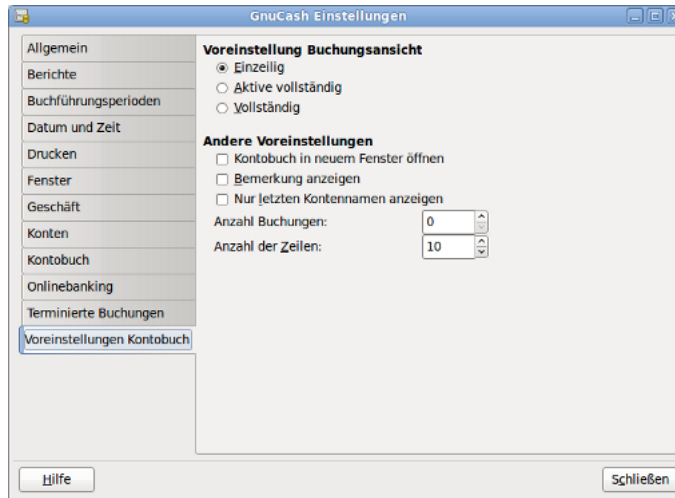 GnuCash Einstellungen
Allgemein
Berichte
Buchführungsperioden
Datum und Zeit
Drucken
Fenster
Geschäft
Konten
Kontobuch
Onlinebanking
Terminierte Buchungen
Voreinstellungen Kontobuch
Voreinstellung Buchungsansicht
Einzeilig
Aktive vollständig
Vollständig
Andere Voreinstellungen
Kontobuch in neuem Fenster öffnen
Bemerkung anzeigen
Nur letzten Kontennamen anzeigen
Anzahl Buchungen: 0
Anzahl der Zeilen: 10
Hilfe
Schließen